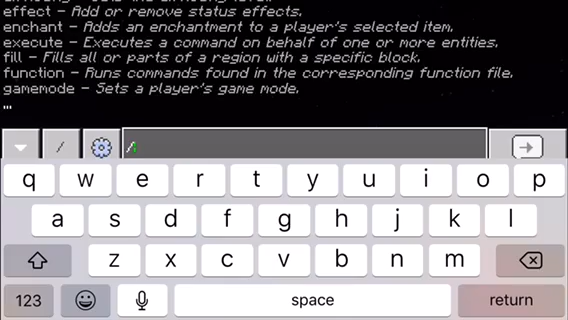 effect – Adds or remove status effects.
enchant – Adds an enchantment to a player's selected item.
execute – Executes a command on behalf of one or more entities.
fill – Fills all or parts of a region with a specific block.
function – Runs commands found in the corresponding function file.
gamemode – Sets a player's game mode.
...
/ /
q w e r t y u i o p
a s d f g h j k l
z x c v b n m
123 space return